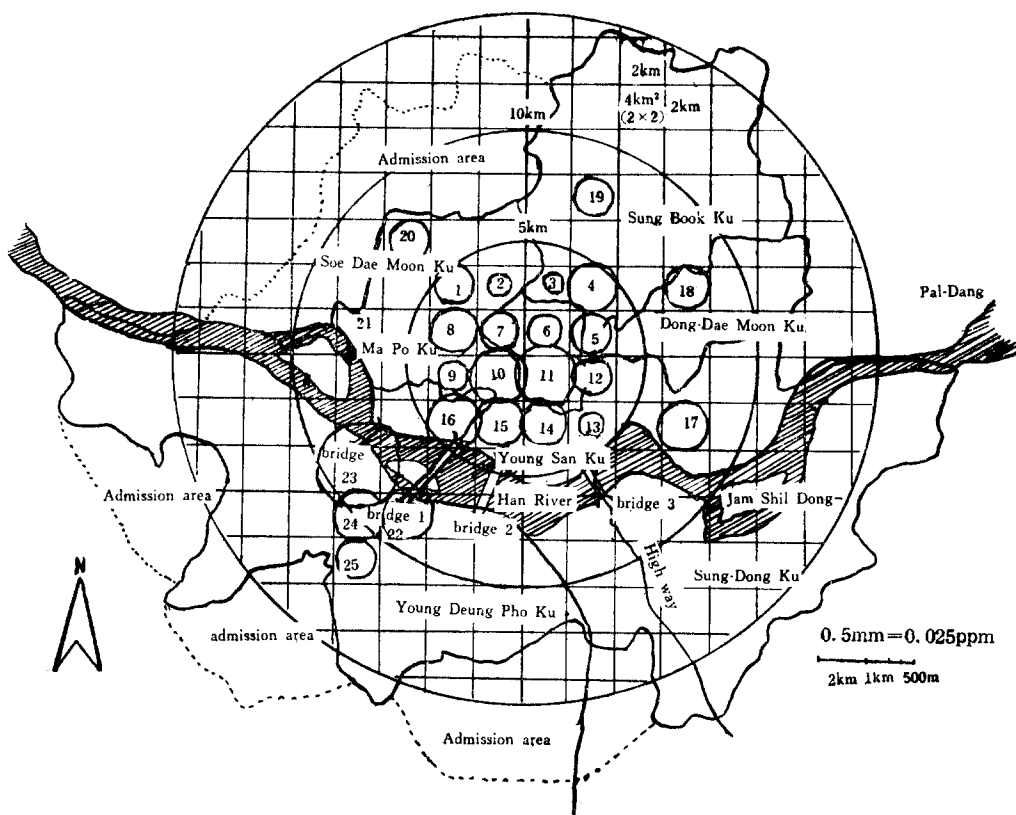 2km
4km²
(2×2)
2km
10km
Admission area
19
Sung Book Ku
5km
20
Soe Dae Moon Ku
1
2
3
4
18
Pal-Dang
21
8
7
6
5
Dong·Dae Moon Ku
Ma Po Ku
9
10
11
12
16
15
14
13
17
bridge
23
Young San Ku
Admission area
Han River
bridge 3
Jam Shil Dong
24
bridge 1
22
bridge 2
25
High way
Sung·Dong Ku
N
Young Deung Pho Ku
admission area
0.5mm=0.025ppm
2km 1km 500m
Admission area